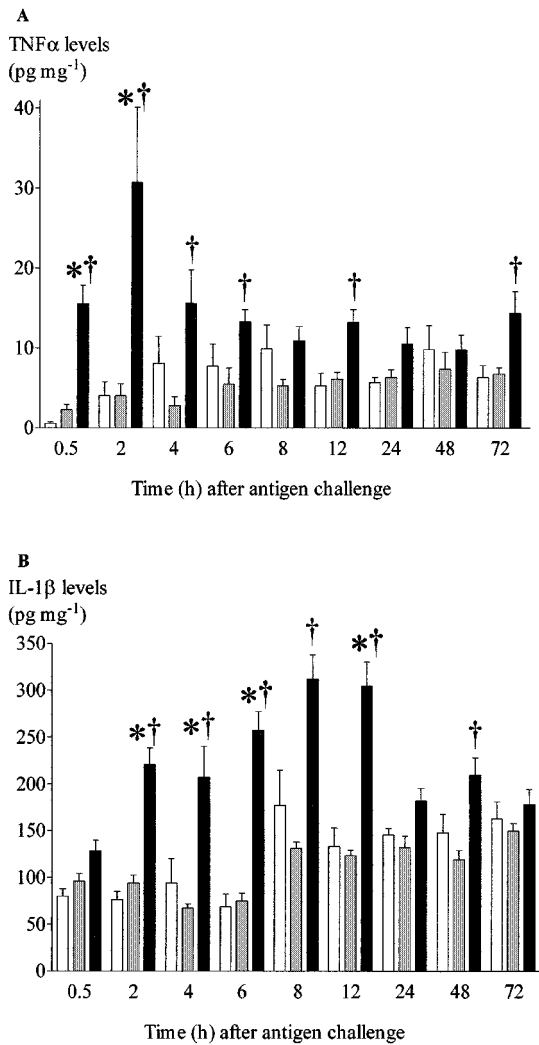 A
TNFα levels
(pg mg⁻¹)
40
30
20
10
0
*† *† † † † †
0.5 2 4 6 8 12 24 48 72
Time (h) after antigen challenge
B
IL-1β levels
(pg mg⁻¹)
350
300
250
200
150
100
50
0
*† *† *† † *† †
0.5 2 4 6 8 12 24 48 72
Time (h) after antigen challenge